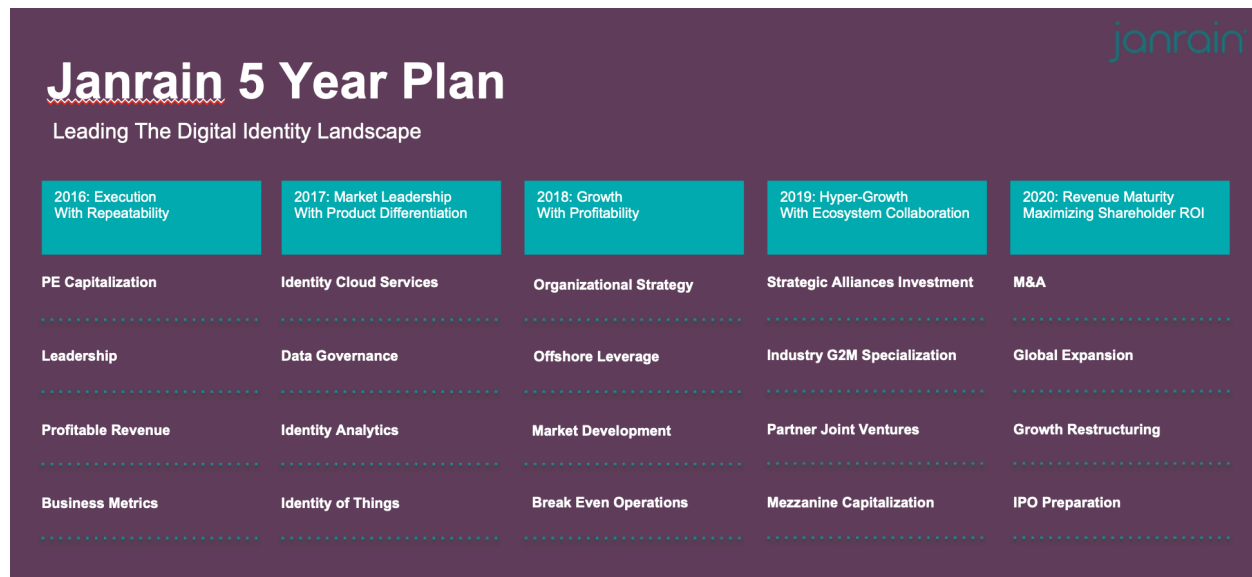 janrain
Janrain 5 Year Plan
Leading The Digital Identity Landscape
2016: Execution
With Repeatability
PE Capitalization
Leadership
Profitable Revenue
Business Metrics
2017: Market Leadership
With Product Differentiation
Identity Cloud Services
Data Governance
Identity Analytics
Identity of Things
2018: Growth
With Profitability
Organizational Strategy
Offshore Leverage
Market Development
Break Even Operations
2019: Hyper-Growth
With Ecosystem Collaboration
Strategic Alliances Investment
Industry G2M Specialization
Partner Joint Ventures
Mezzanine Capitalization
2020: Revenue Maturity
Maximizing Shareholder ROI
M&A
Global Expansion
Growth Restructuring
IPO Preparation